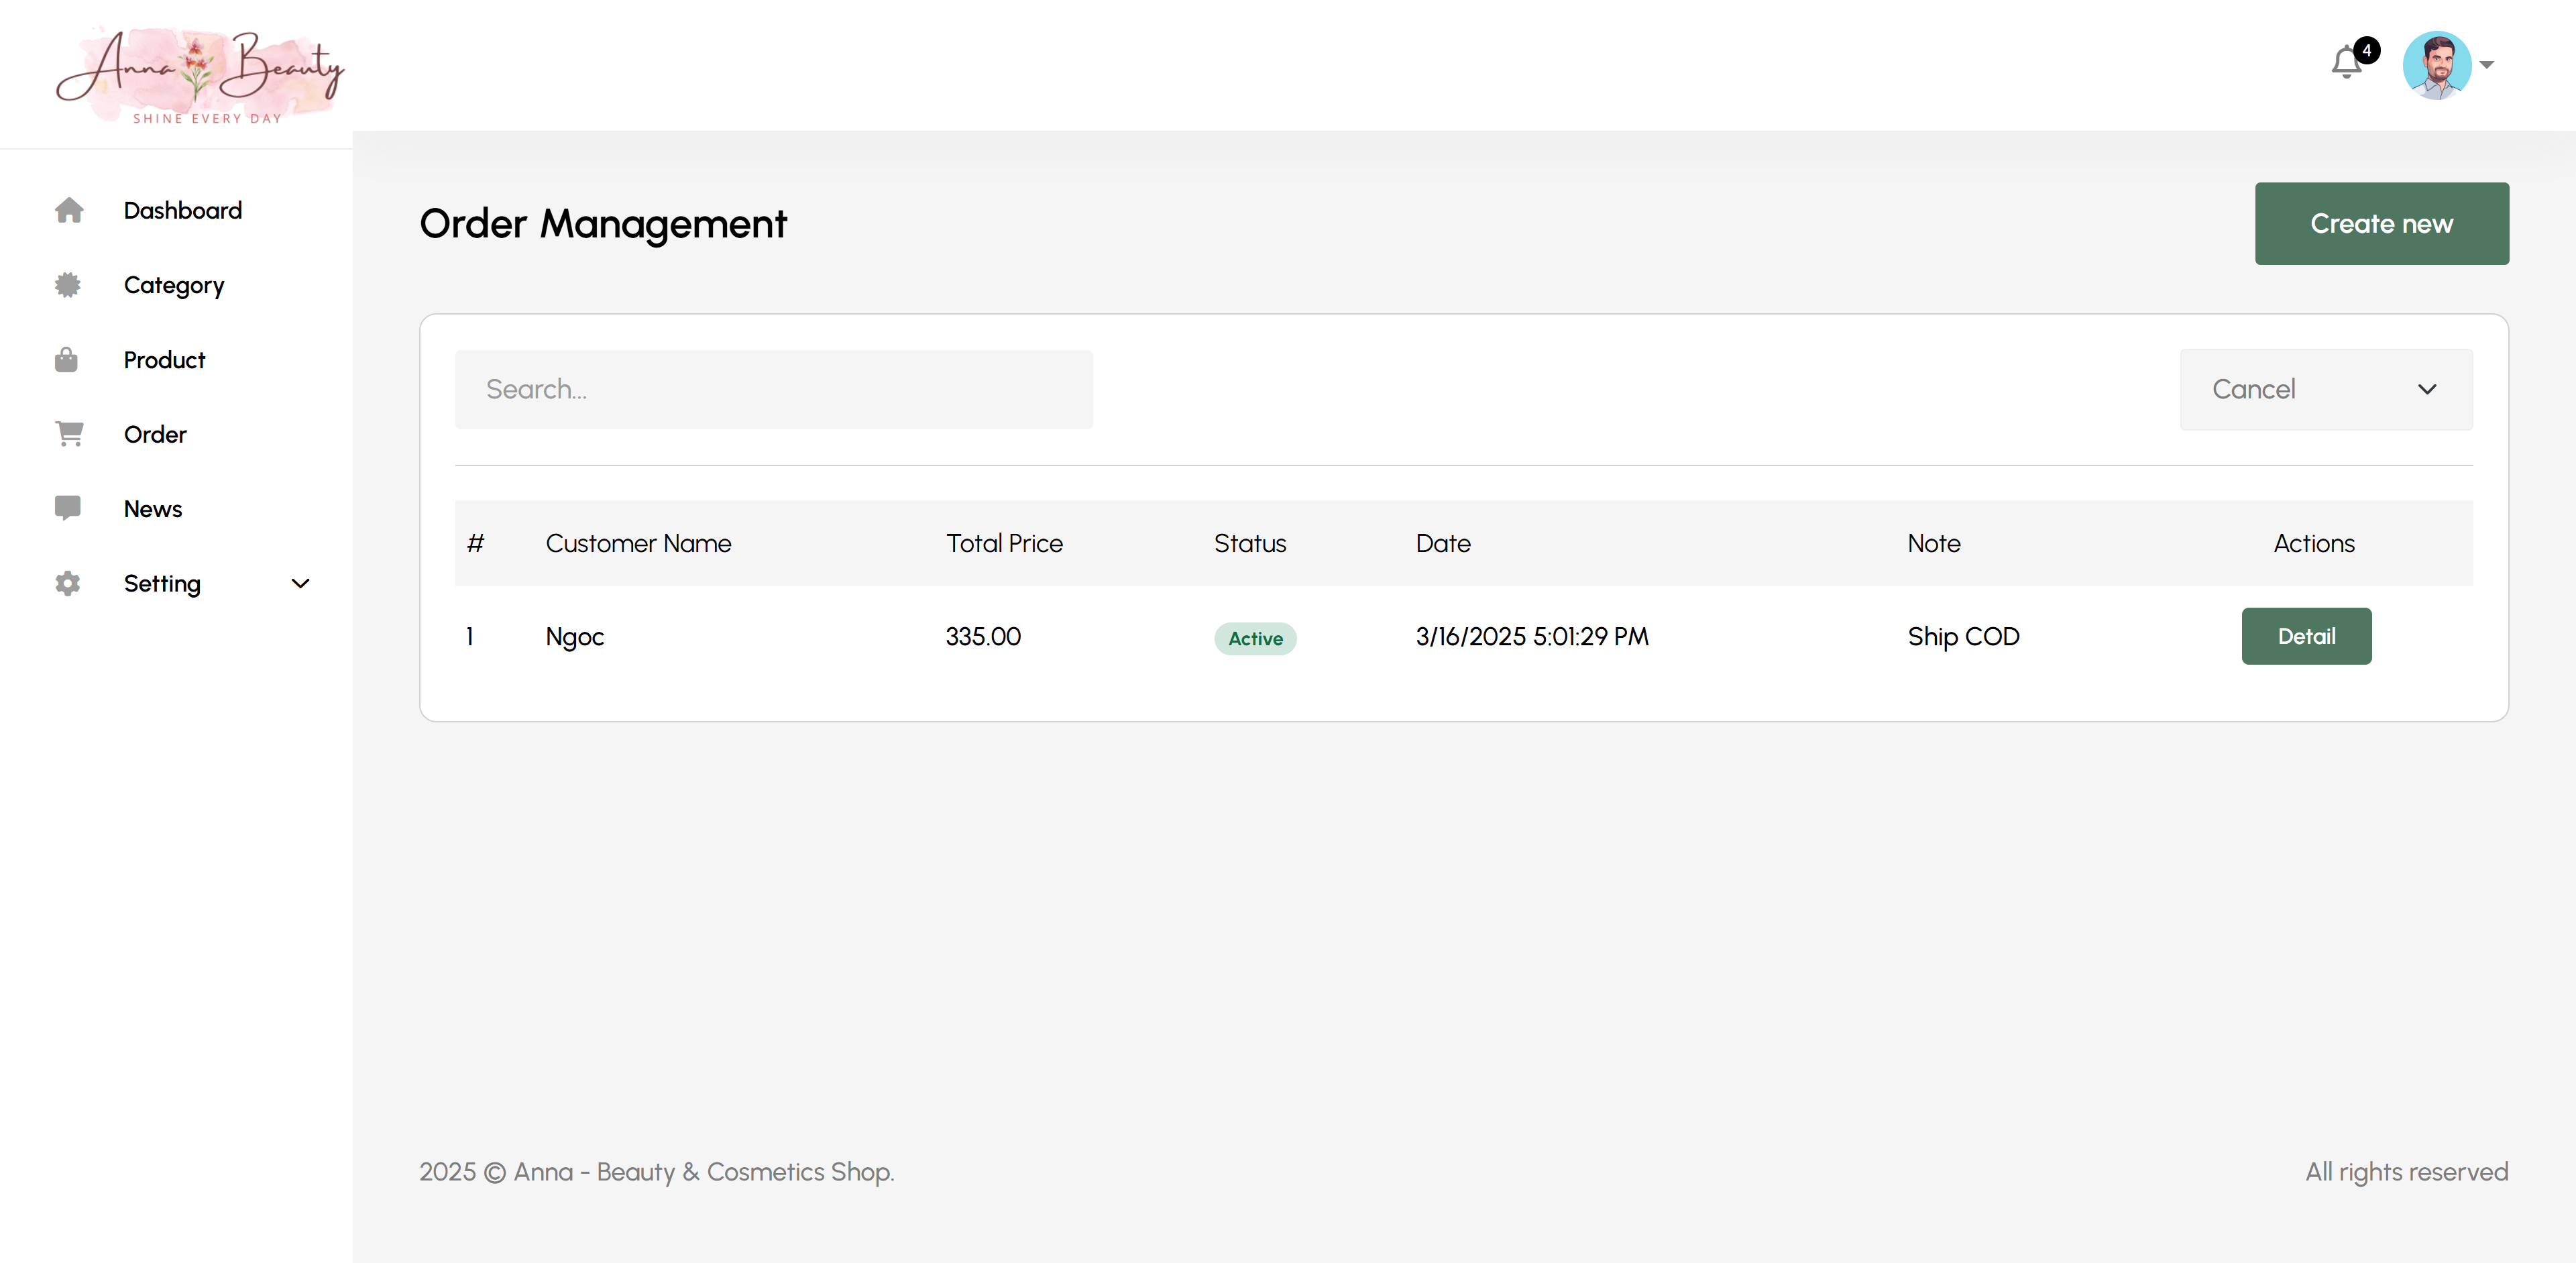 Anna Beauty
SHINE EVERY DAY
4
Dashboard
Category
Product
Order
News
Setting
Order Management
Create new
Search...
Cancel
# Customer Name Total Price Status Date Note Actions
1 Ngoc 335.00 Active 3/16/2025 5:01:29 PM Ship COD Detail
2025 © Anna - Beauty & Cosmetics Shop.
All rights reserved